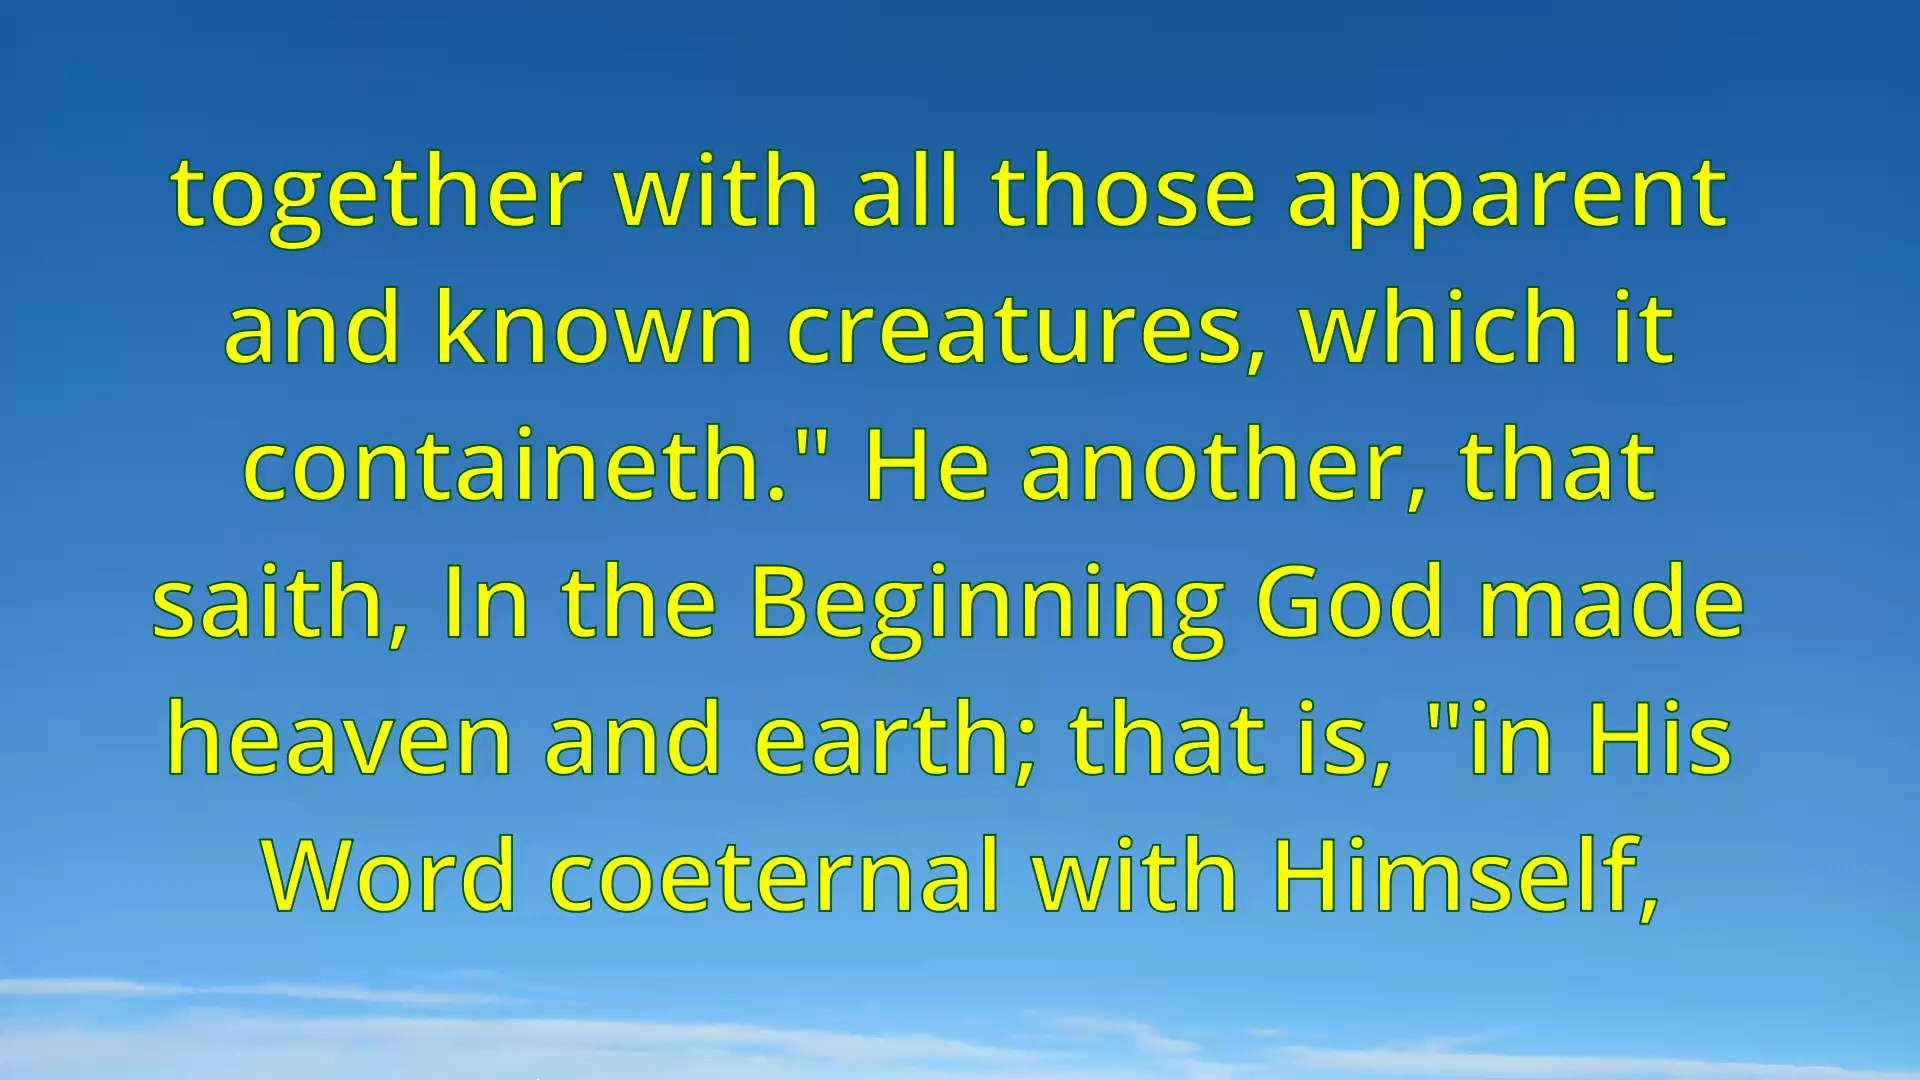 together with all those apparent
and known creatures, which it
containeth." He another, that
saith, In the Beginning God made
heaven and earth; that is, "in His
Word coeternal with Himself,